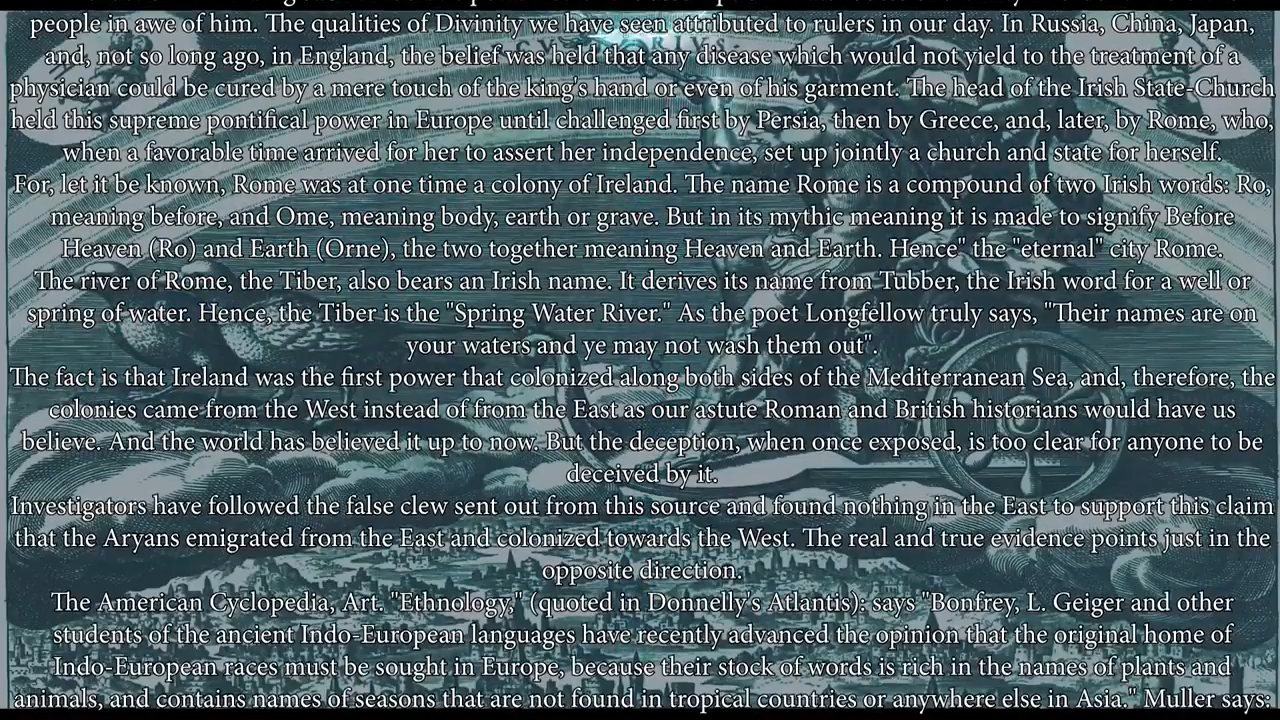 people in awe of him. The qualities of Divinity we have seen attributed to rulers in our day. In Russia, China, Japan,
and, not so long ago, in England, the belief was held that any disease which would not yield to the treatment of a
physician could be cured by a mere touch of the king's hand or even of his garment. The head of the Irish State-Church
held this supreme pontifical power in Europe until challenged first by Persia, then by Greece, and, later, by Rome, who,
when a favorable time arrived for her to assert her independence, set up jointly a church and state for herself.
For, let it be known, Rome was at one time a colony of Ireland. The name Rome is a compound of two Irish words: Ro,
meaning before, and Ome, meaning body, earth or grave. But in its mythic meaning it is made to signify Before
Heaven (Ro) and Earth (Orne), the two together meaning Heaven and Earth. Hence" the "eternal" city Rome.
The river of Rome, the Tiber, also bears an Irish name. It derives its name from Tubber, the Irish word for a well or
spring of water. Hence, the Tiber is the "Spring Water River." As the poet Longfellow truly says, "Their names are on
your waters and ye may not wash them out".
The fact is that Ireland was the first power that colonized along both sides of the Mediterranean Sea, and, therefore, the
colonies came from the West instead of from the East as our astute Roman and British historians would have us
believe. And the world has believed it up to now. But the deception, when once exposed, is too clear for anyone to be
deceived by it.
Investigators have followed the false clew sent out from this source and found nothing in the East to support this claim
that the Aryans emigrated from the East and colonized towards the West. The real and true evidence points just in the
opposite direction.
The American Cyclopedia, Art. "Ethnology," (quoted in Donnelly's Atlantis): says "Bonfrey, L. Geiger and other
students of the ancient Indo-European languages have recently advanced the opinion that the original home of
Indo-European races must be sought in Europe, because their stock of words is rich in the names of plants and
animals, and contains names of seasons that are not found in tropical countries or anywhere else in Asia." Muller says: